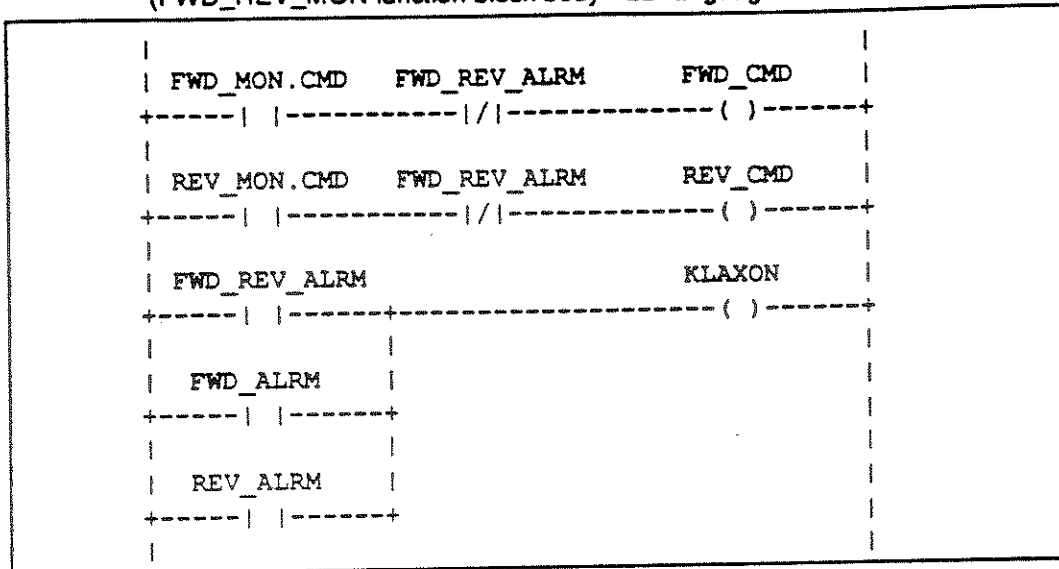 | FWD_MON.CMD FWD_REV_ALRM FWD_CMD |
+-----| |-----------|/|-------------( )------+
| REV_MON.CMD FWD_REV_ALRM REV_CMD |
+-----| |-----------|/|-------------( )------+
| FWD_REV_ALRM KLAXON |
+-----| |------+--------------------( )------+
| FWD_ALRM | |
+-----| |------+ |
| REV_ALRM | |
+-----| |------+ |